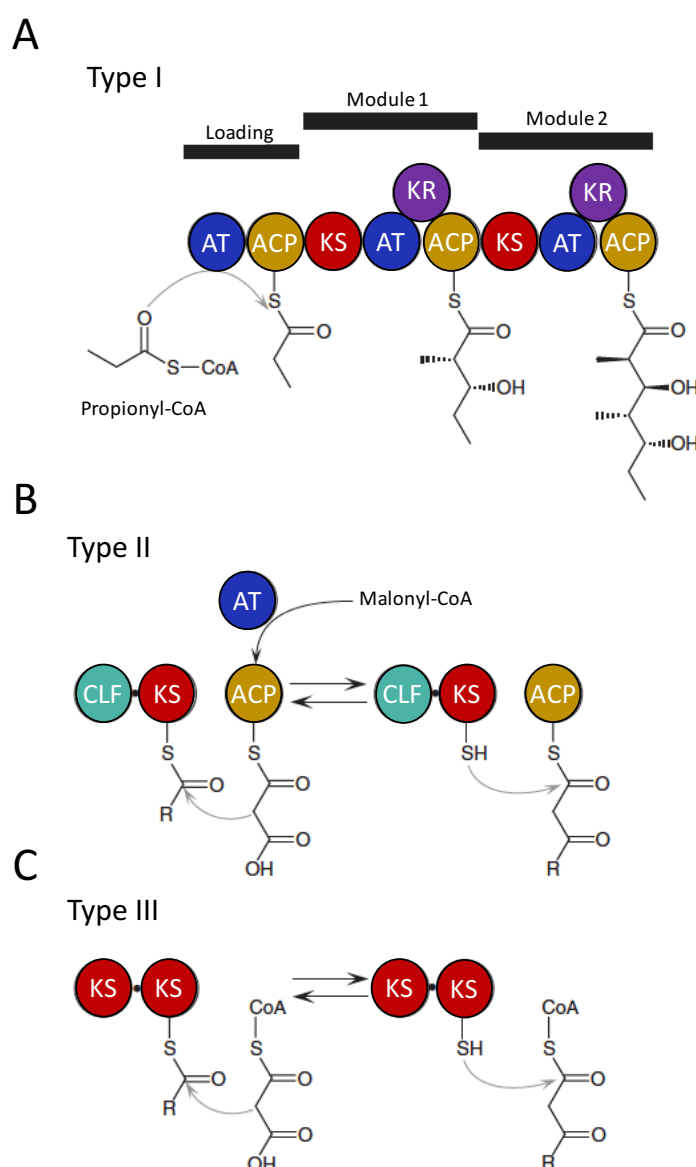 A
Type I
Loading
Module 1
Module 2
KR
KR
AT
ACP
KS
AT
ACP
KS
AT
ACP
S
S
S
O
O
O
O
S
CoA
OH
OH
OH
Propionyl-CoA
B
Type II
AT
Malonyl-CoA
CLF
KS
ACP
CLF
KS
ACP
S
S
SH
S
O
O
O
R
O
O
OH
R
C
Type III
KS
KS
KS
KS
CoA
CoA
S
S
SH
S
O
O
O
R
O
O
OH
R